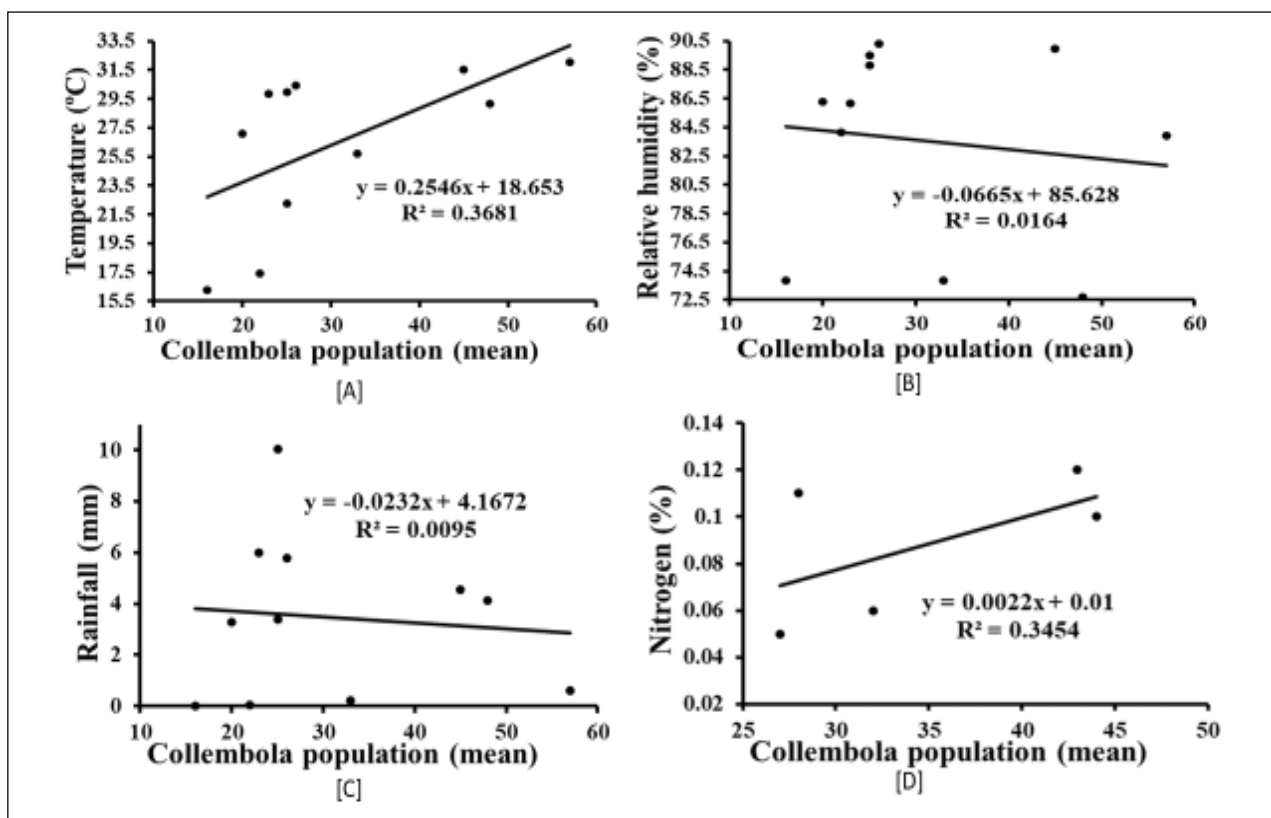 33.5
31.5
29.5
27.5
25.5
23.5
21.5
19.5
17.5
15.5
Temperature (ºC)
y = 0.2546x + 18.653
R² = 0.3681
10 20 30 40 50 60
Collembola population (mean)
[A]
90.5
88.5
86.5
84.5
82.5
80.5
78.5
76.5
74.5
72.5
Relative humidity (%)
y = -0.0665x + 85.628
R² = 0.0164
10 20 30 40 50 60
Collembola population (mean)
[B]
10
8
6
4
2
0
Rainfall (mm)
y = -0.0232x + 4.1672
R² = 0.0095
10 20 30 40 50 60
Collembola population (mean)
[C]
0.14
0.12
0.1
0.08
0.06
0.04
0.02
Nitrogen (%)
y = 0.0022x + 0.01
R² = 0.3454
25 30 35 40 45 50
Collembola population (mean)
[D]